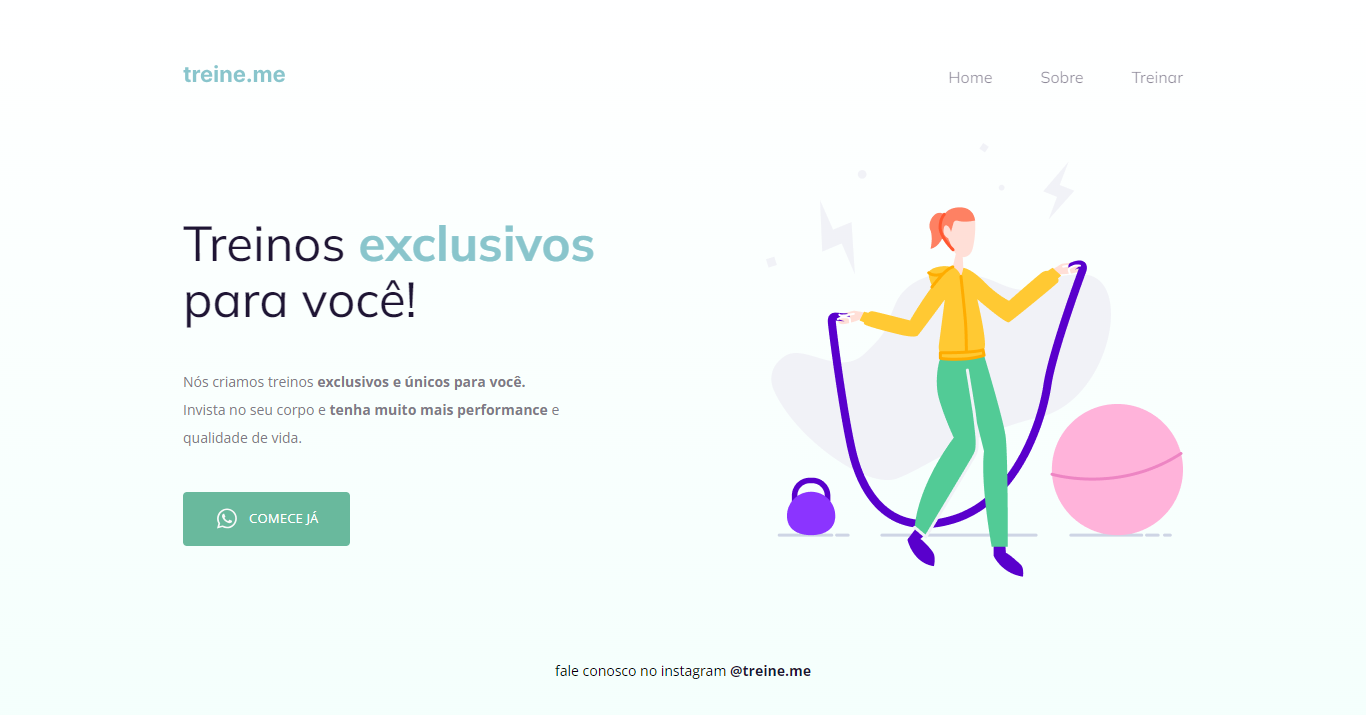 treine.me
Home
Sobre
Treinar
Treinos exclusivos
para você!
Nós criamos treinos exclusivos e únicos para você.
Invista no seu corpo e tenha muito mais performance e
qualidade de vida.
COMECE JÁ
fale conosco no instagram @treine.me